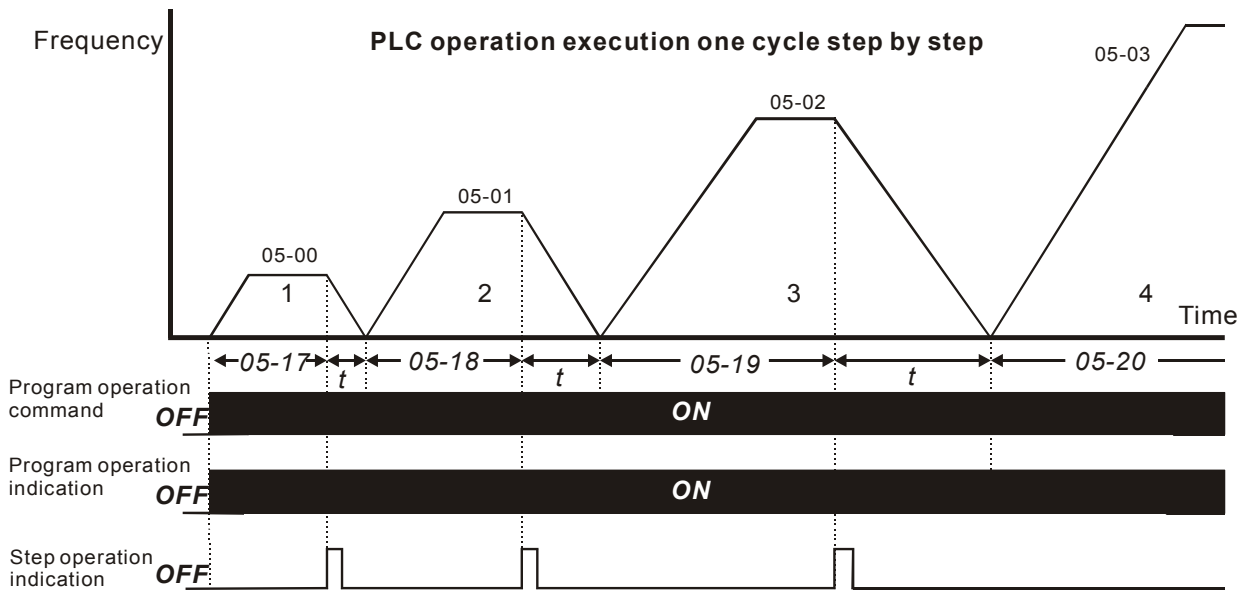 Frequency
PLC operation execution one cycle step by step
05-03
05-02
05-01
05-00
1
2
3
4
Time
05-17
05-18
05-19
05-20
t
t
t
Program operation
command
OFF
ON
Program operation
indication
OFF
ON
Step operation
indication
OFF